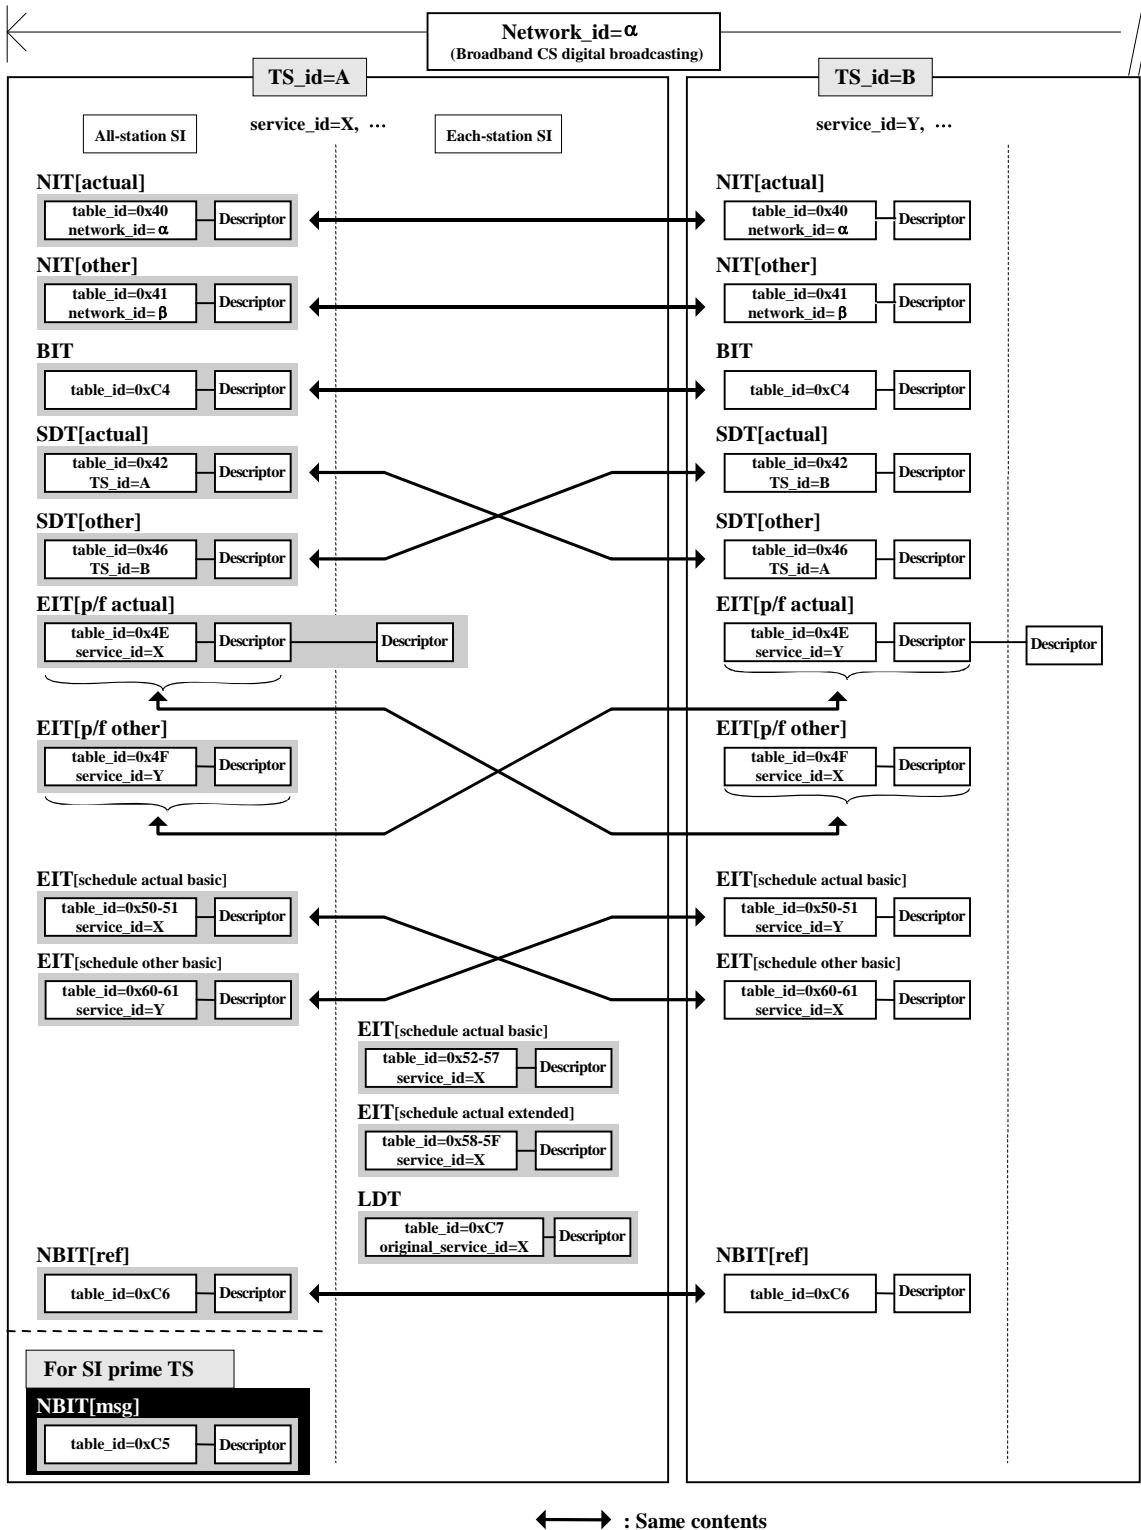 Network_id=α
(Broadband CS digital broadcasting)
TS_id=A
TS_id=B
service_id=X, …
service_id=Y, …
All-station SI
Each-station SI
NIT[actual]
table_id=0x40
network_id=α
Descriptor
NIT[actual]
table_id=0x40
network_id=α
Descriptor
NIT[other]
table_id=0x41
network_id=β
Descriptor
NIT[other]
table_id=0x41
network_id=β
Descriptor
BIT
table_id=0xC4
Descriptor
BIT
table_id=0xC4
Descriptor
SDT[actual]
table_id=0x42
TS_id=A
Descriptor
SDT[actual]
table_id=0x42
TS_id=B
Descriptor
SDT[other]
table_id=0x46
TS_id=B
Descriptor
SDT[other]
table_id=0x46
TS_id=A
Descriptor
EIT[p/f actual]
table_id=0x4E
service_id=X
Descriptor
Descriptor
EIT[p/f actual]
table_id=0x4E
service_id=Y
Descriptor
Descriptor
EIT[p/f other]
table_id=0x4F
service_id=Y
Descriptor
EIT[p/f other]
table_id=0x4F
service_id=X
Descriptor
EIT[schedule actual basic]
table_id=0x50-51
service_id=X
Descriptor
EIT[schedule actual basic]
table_id=0x50-51
service_id=Y
Descriptor
EIT[schedule other basic]
table_id=0x60-61
service_id=Y
Descriptor
EIT[schedule other basic]
table_id=0x60-61
service_id=X
Descriptor
EIT[schedule actual basic]
table_id=0x52-57
service_id=X
Descriptor
EIT[schedule actual extended]
table_id=0x58-5F
service_id=X
Descriptor
LDT
table_id=0xC7
original_service_id=X
Descriptor
NBIT[ref]
table_id=0xC6
Descriptor
NBIT[ref]
table_id=0xC6
Descriptor
For SI prime TS
NBIT[msg]
table_id=0xC5
Descriptor
: Same contents